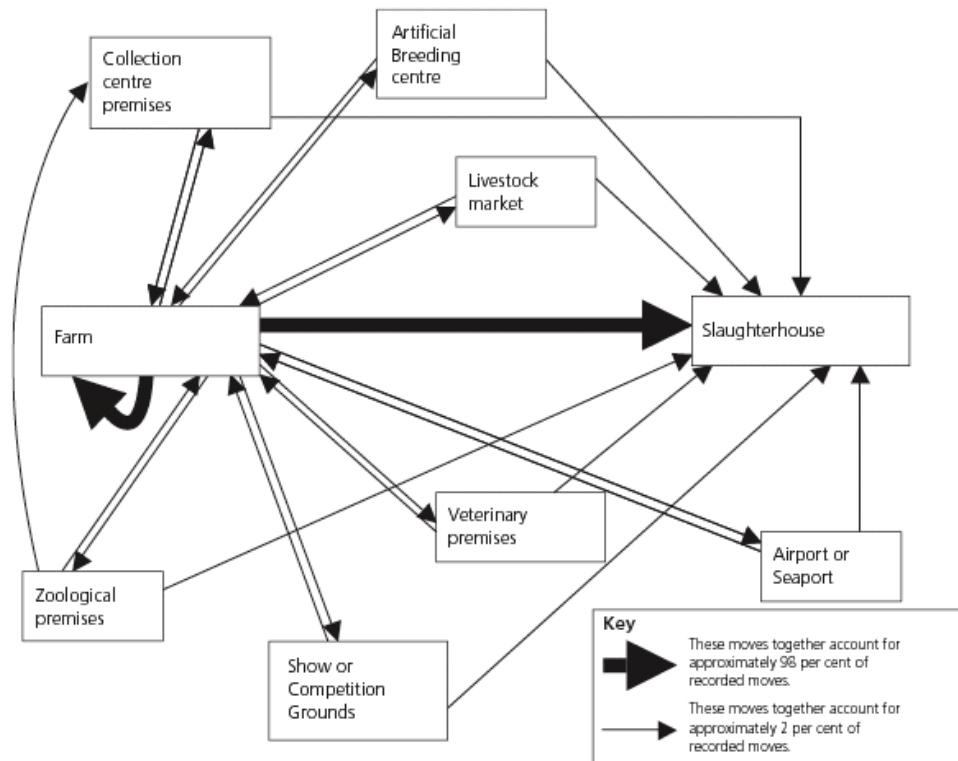 Collection
centre
premises
Artificial
Breeding
centre
Livestock
market
Farm
Slaughterhouse
Veterinary
premises
Airport or
Seaport
Zoological
premises
Show or
Competition
Grounds
Key
These moves together account for
approximately 98 per cent of
recorded moves.
These moves together account for
approximately 2 per cent of
recorded moves.